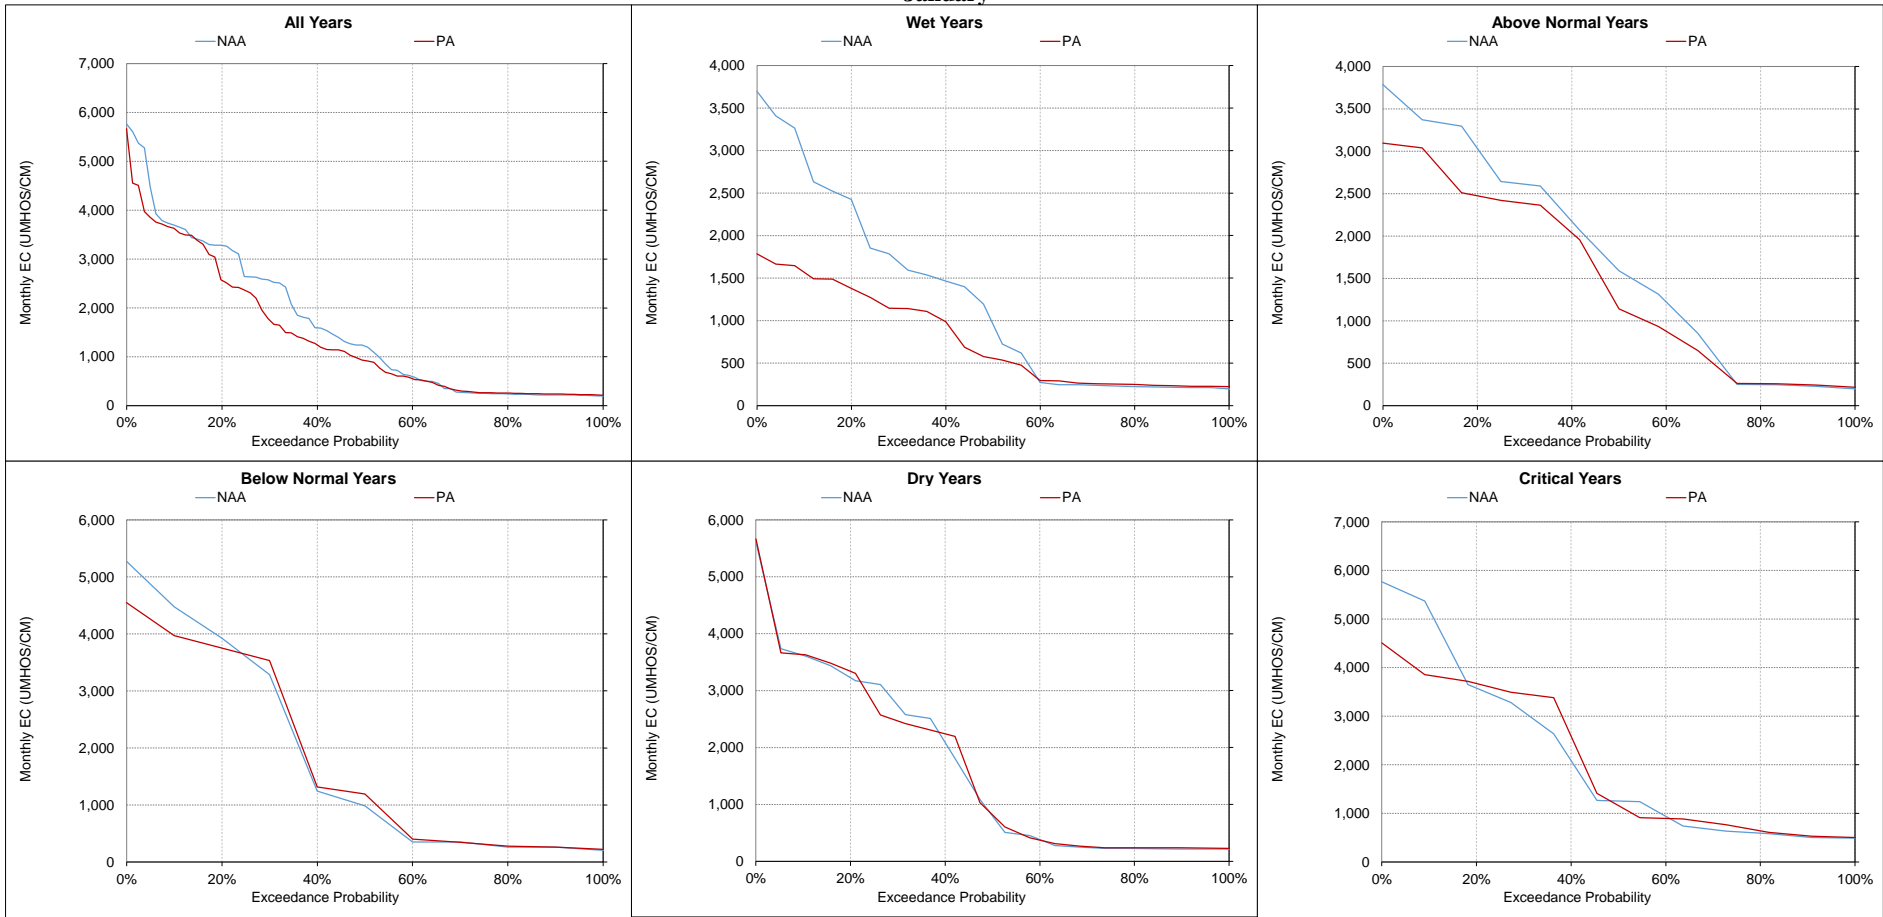 January
All Years
NAA PA
7,000
6,000
5,000
4,000
3,000
2,000
1,000
0
Monthly EC (UMHOS/CM)
0% 20% 40% 60% 80% 100%
Exceedance Probability
Wet Years
NAA PA
4,000
3,500
3,000
2,500
2,000
1,500
1,000
500
0
Monthly EC (UMHOS/CM)
0% 20% 40% 60% 80% 100%
Exceedance Probability
Above Normal Years
NAA PA
4,000
3,500
3,000
2,500
2,000
1,500
1,000
500
0
Monthly EC (UMHOS/CM)
0% 20% 40% 60% 80% 100%
Exceedance Probability
Below Normal Years
NAA PA
6,000
5,000
4,000
3,000
2,000
1,000
0
Monthly EC (UMHOS/CM)
0% 20% 40% 60% 80% 100%
Exceedance Probability
Dry Years
NAA PA
6,000
5,000
4,000
3,000
2,000
1,000
0
Monthly EC (UMHOS/CM)
0% 20% 40% 60% 80% 100%
Exceedance Probability
Critical Years
NAA PA
7,000
6,000
5,000
4,000
3,000
2,000
1,000
0
Monthly EC (UMHOS/CM)
0% 20% 40% 60% 80% 100%
Exceedance Probability